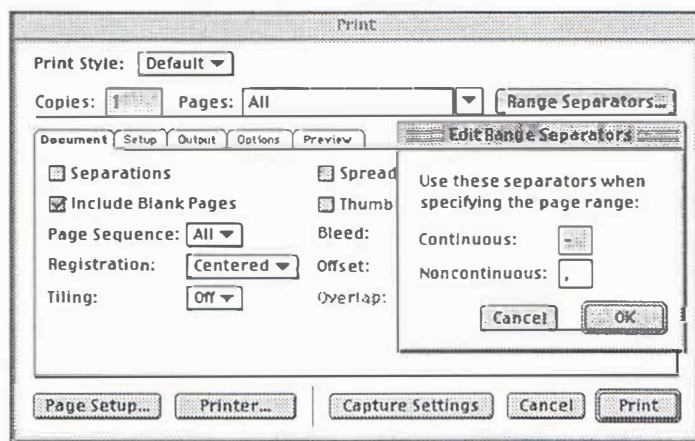 Print
Print Style: Default
Copies: 1 Pages: All Range Separators...
Document Setup Output Options Preview
Edit Range Separators
Separations Spread
Include Blank Pages Thumb
Page Sequence: All Bleed:
Registration: Centered Offset:
Tiling: Off Overlap:
Use these separators when
specifying the page range:
Continuous: -
Noncontinuous: ,
Cancel OK
Page Setup... Printer... Capture Settings Cancel Print